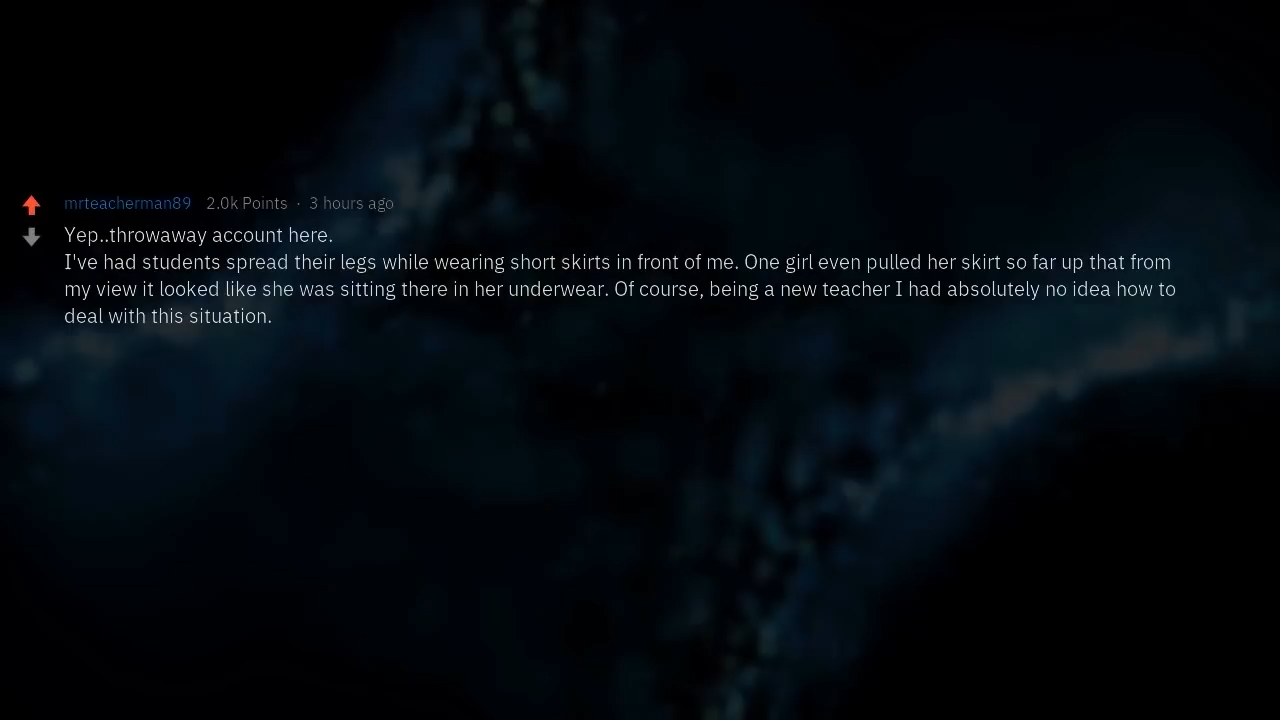 mrteacherman89 2.0k Points · 3 hours ago
Yep..throwaway account here.
I've had students spread their legs while wearing short skirts in front of me. One girl even pulled her skirt so far up that from
my view it looked like she was sitting there in her underwear. Of course, being a new teacher I had absolutely no idea how to
deal with this situation.